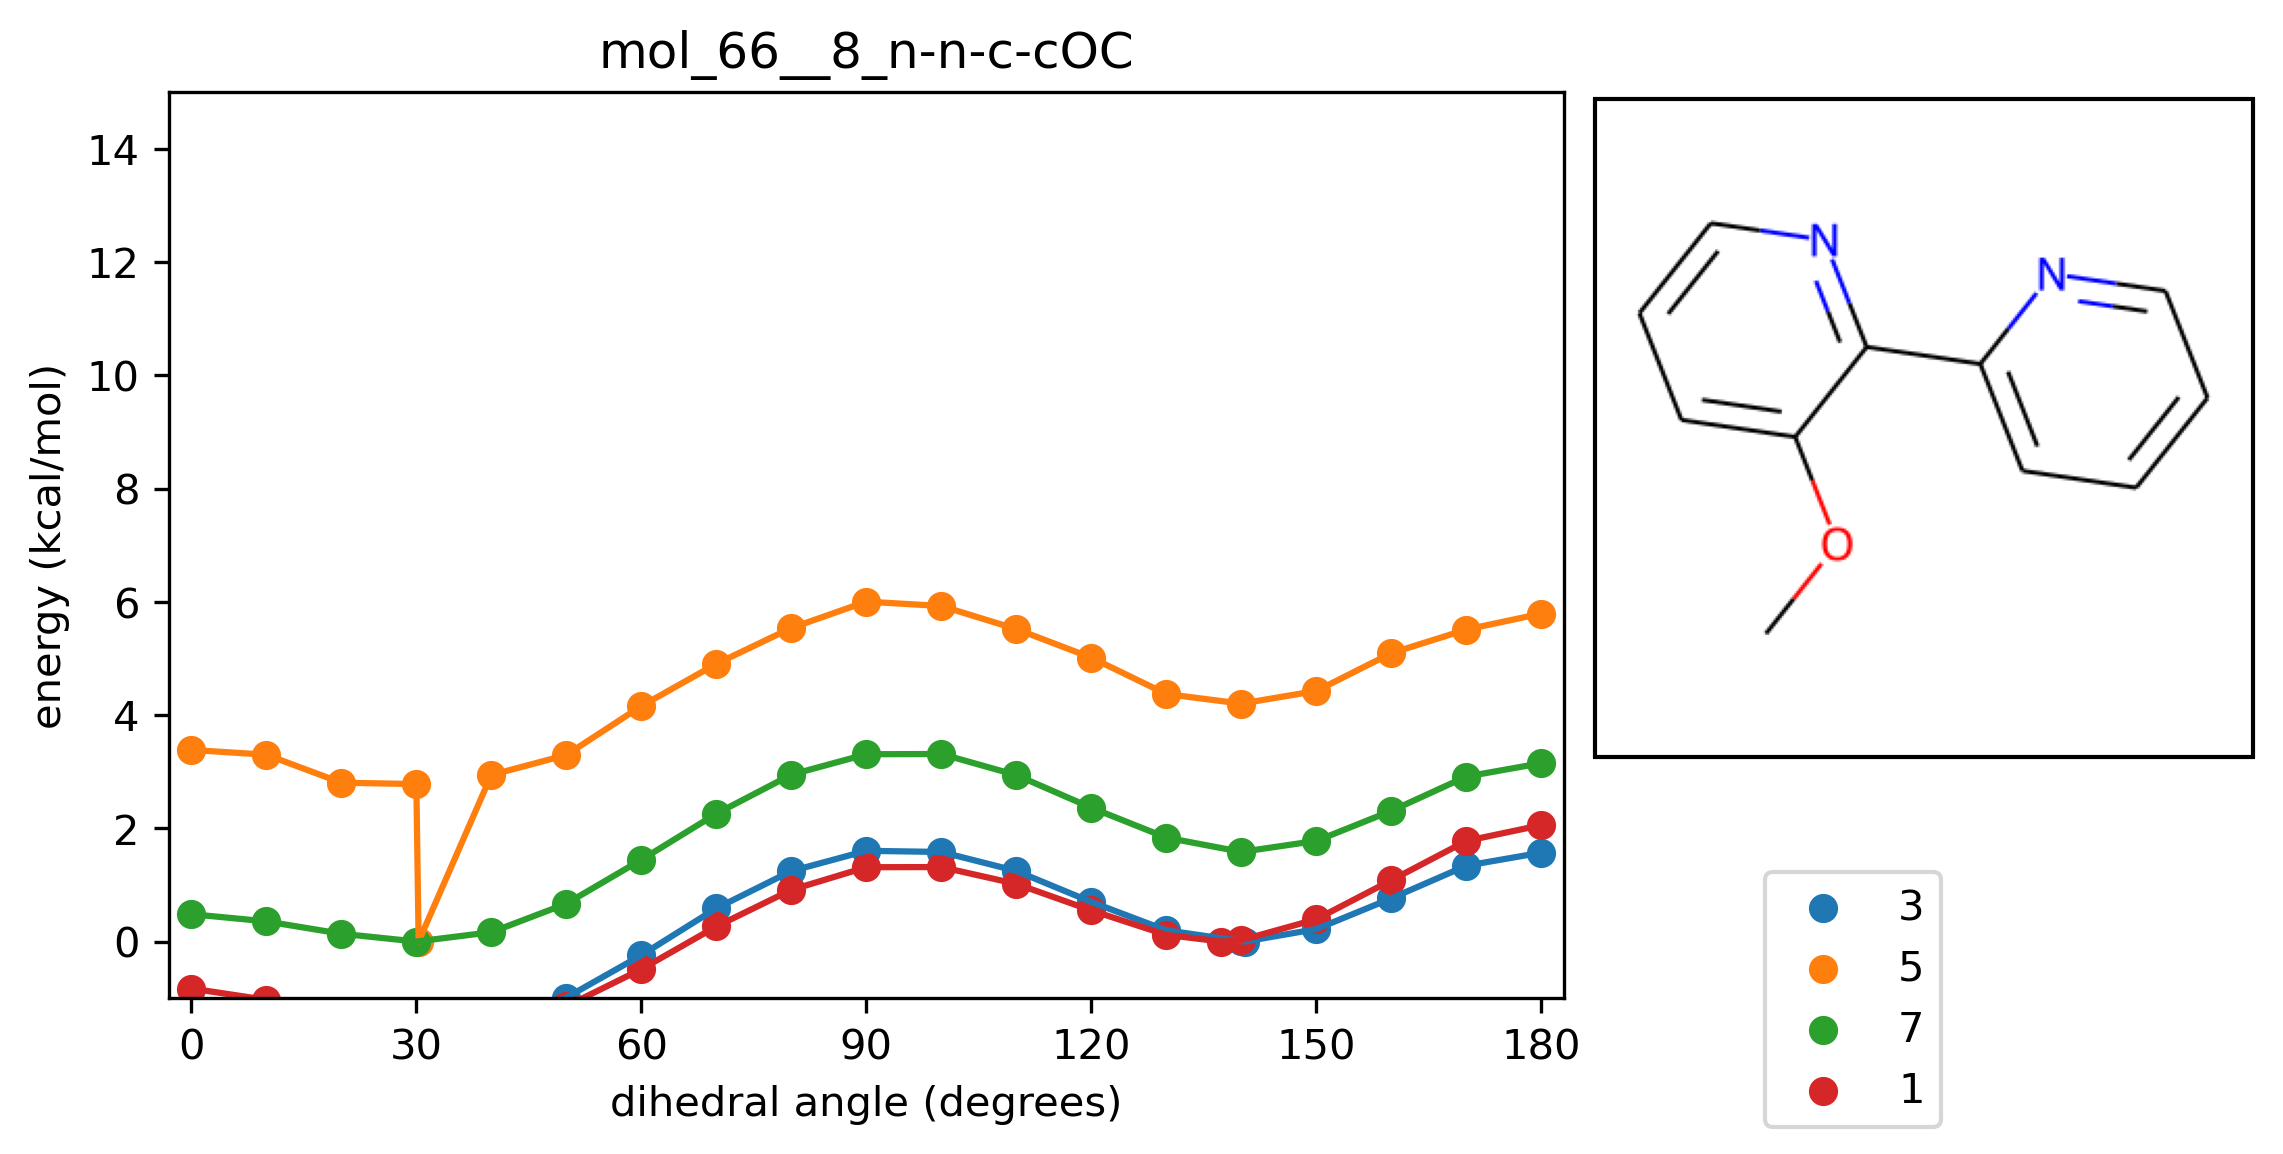 mol_66__8_n-n-c-cOC
energy (kcal/mol)
14
12
10
8
6
4
2
0
0 30 60 90 120 150 180
dihedral angle (degrees)
N
N
O
3
5
7
1